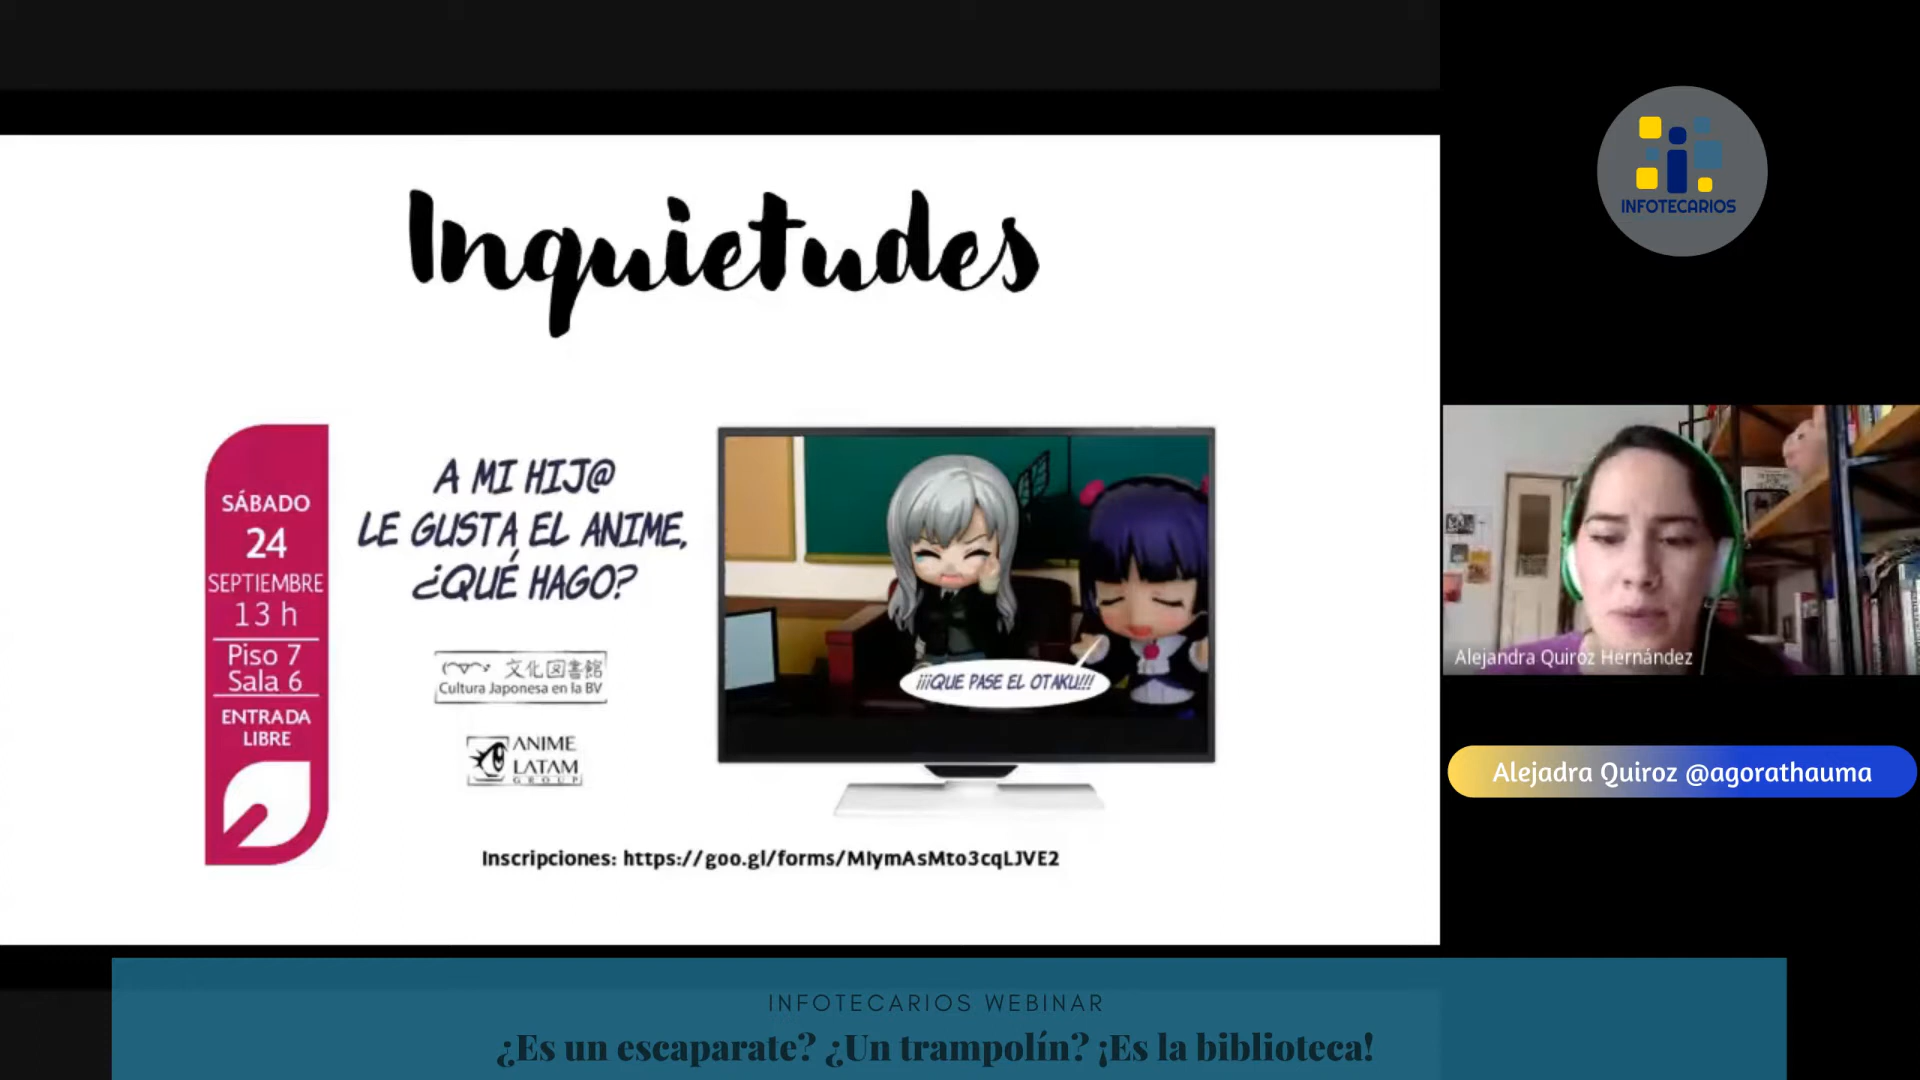 Inquietudes
SÁBADO
24
SEPTIEMBRE
13 h
Piso 7
Sala 6
ENTRADA
LIBRE
A MI HIJ@
LE GUSTA EL ANIME,
¿QUÉ HAGO?
文化図書館
Cultura Japonesa en la BV
ANIME
LATAM
GROUP
¡¡¡QUE PASE EL OTAKU!!!
Inscripciones: https://goo.gl/forms/MIymAsMto3cqLJVE2
INFOTECARIOS
Alejandra Quiroz Hernández
Alejadra Quiroz @agorathauma
INFOTECARIOS WEBINAR
¿Es un escaparate? ¿Un trampolín? ¡Es la biblioteca!